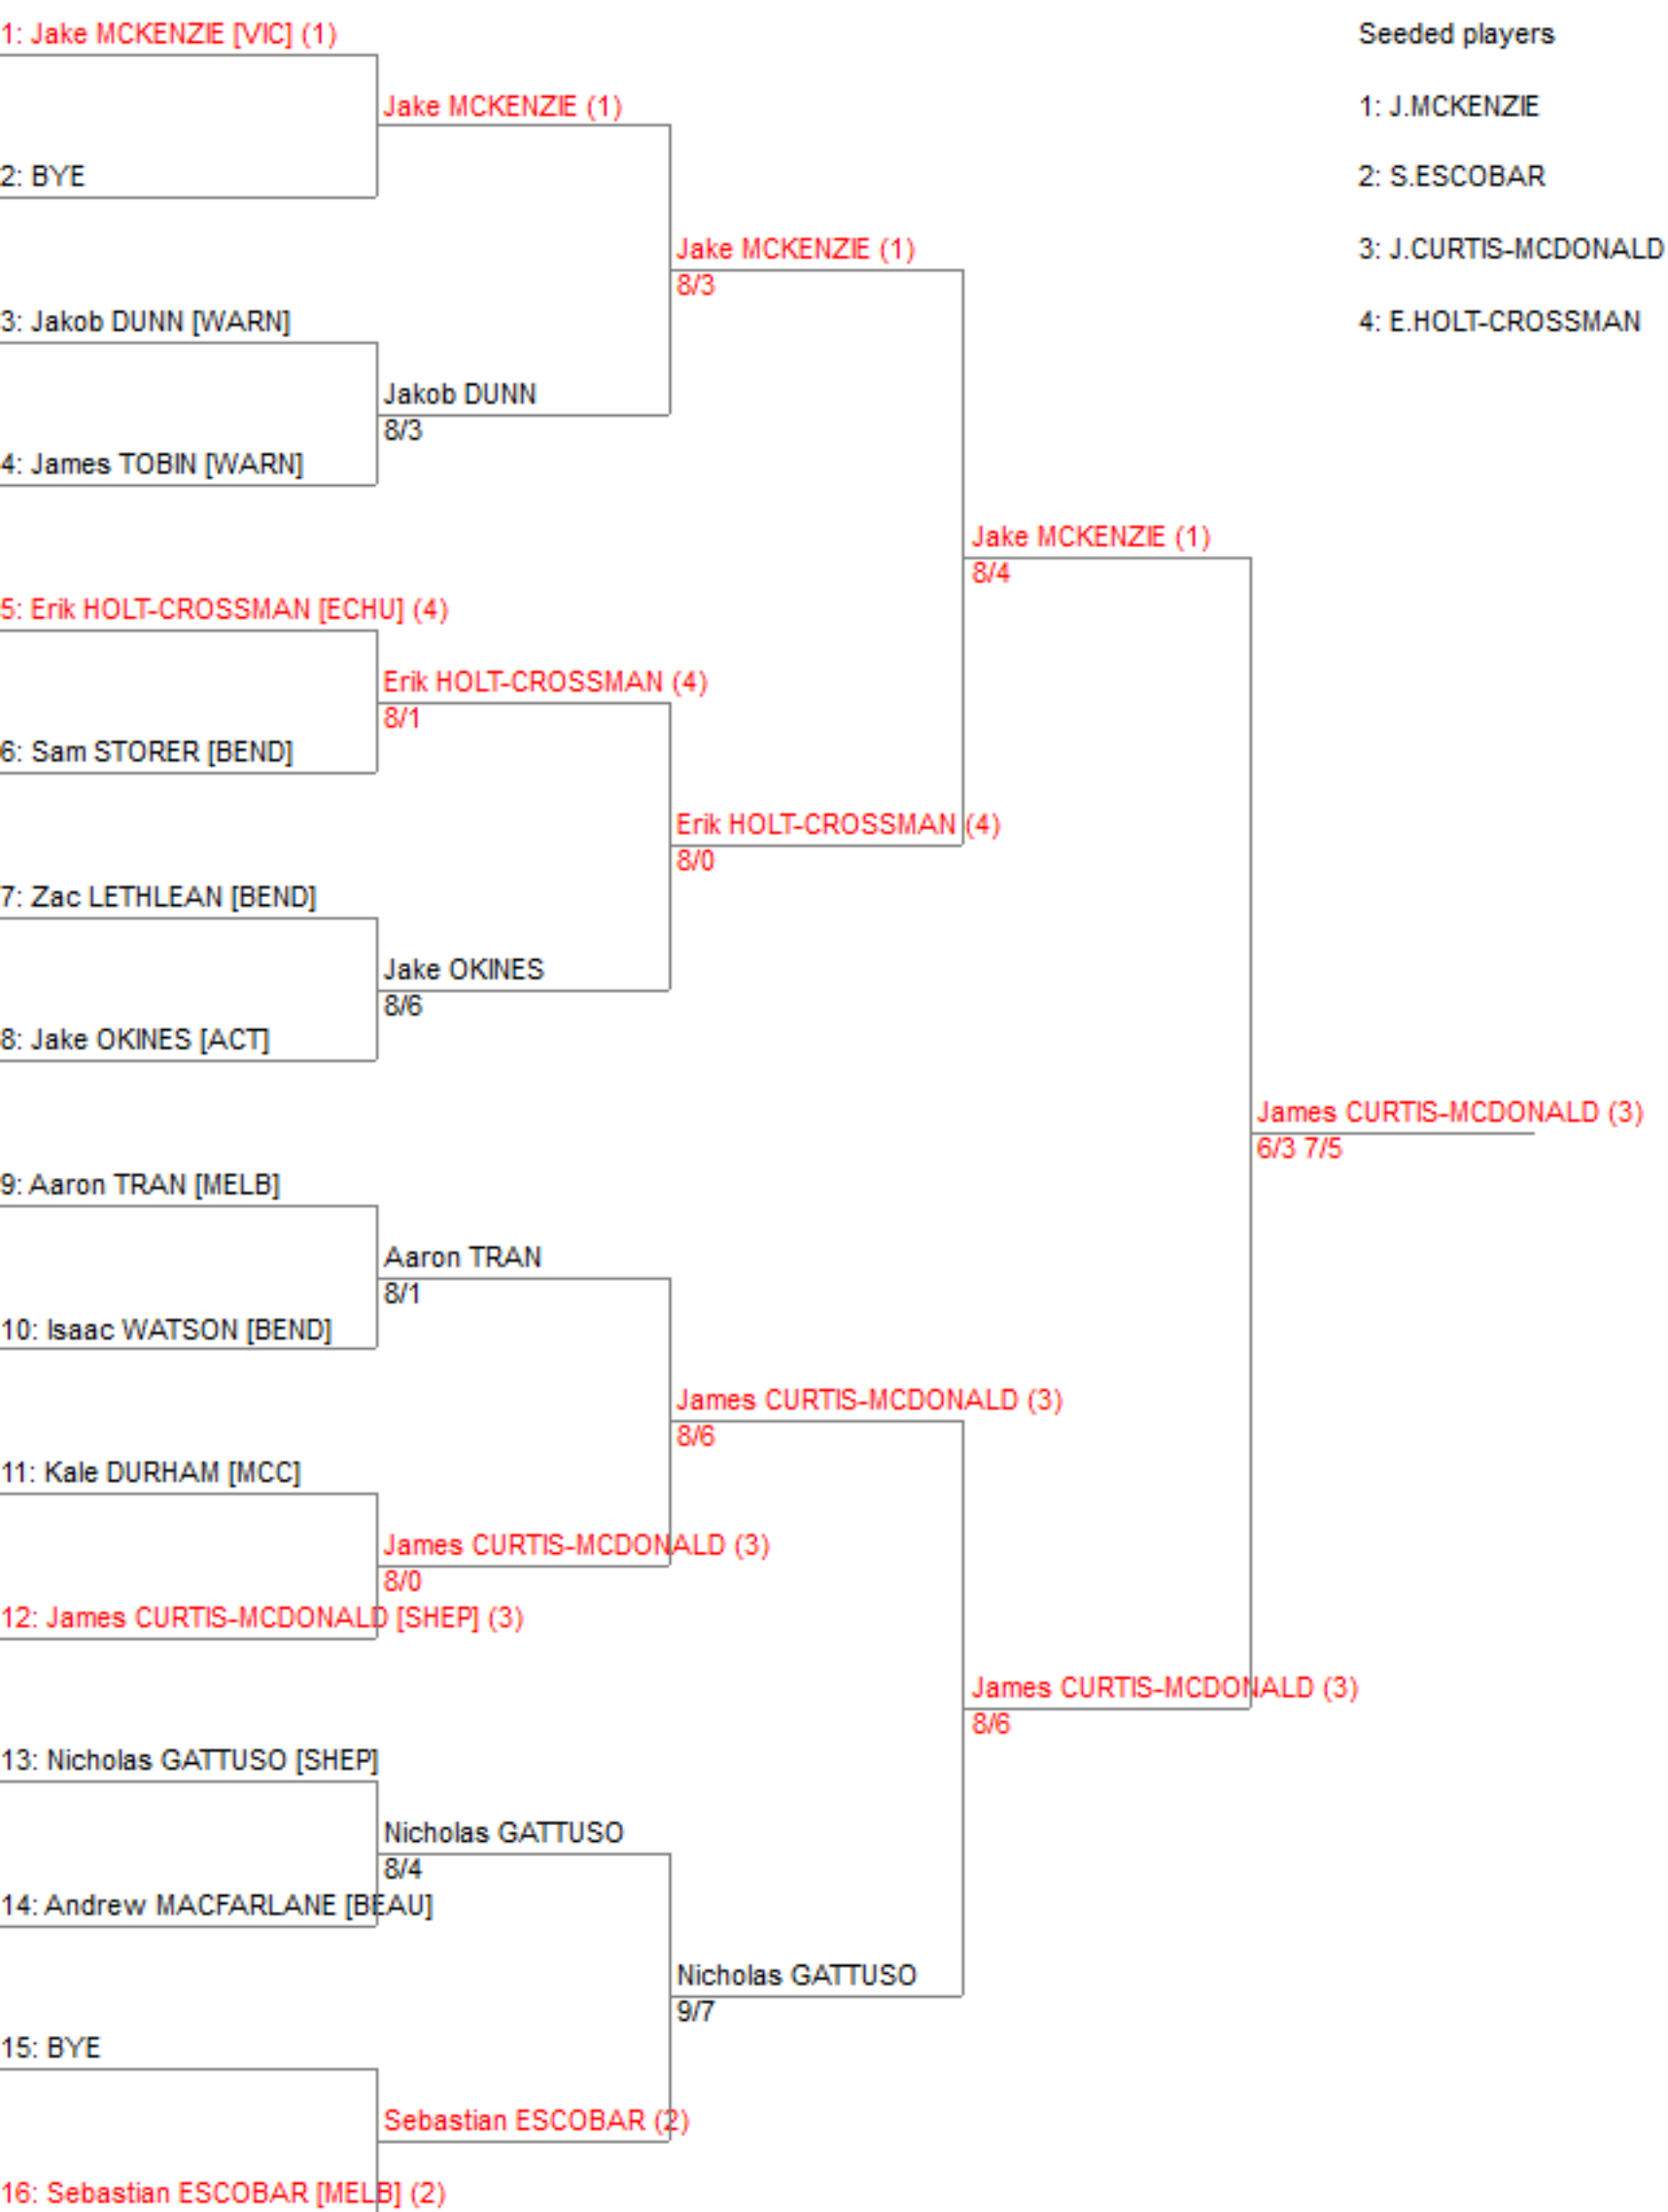 1: Jake MCKENZIE [VIC] (1)
Seeded players
Jake MCKENZIE (1)
1: J.MCKENZIE
2: BYE
2: S.ESCOBAR
Jake MCKENZIE (1)
3: J.CURTIS-MCDONALD
8/3
3: Jakob DUNN [WARN]
4: E.HOLT-CROSSMAN
Jakob DUNN
8/3
4: James TOBIN [WARN]
Jake MCKENZIE (1)
8/4
5: Erik HOLT-CROSSMAN [ECHU] (4)
Erik HOLT-CROSSMAN (4)
8/1
6: Sam STORER [BEND]
Erik HOLT-CROSSMAN (4)
8/0
7: Zac LETHLEAN [BEND]
Jake OKINES
8/6
8: Jake OKINES [ACT]
James CURTIS-MCDONALD (3)
6/3 7/5
9: Aaron TRAN [MELB]
Aaron TRAN
8/1
10: Isaac WATSON [BEND]
James CURTIS-MCDONALD (3)
8/6
11: Kale DURHAM [MCC]
James CURTIS-MCDONALD (3)
8/0
12: James CURTIS-MCDONALD [SHEP] (3)
James CURTIS-MCDONALD (3)
8/6
13: Nicholas GATTUSO [SHEP]
Nicholas GATTUSO
8/4
14: Andrew MACFARLANE [BEAU]
Nicholas GATTUSO
9/7
15: BYE
Sebastian ESCOBAR (2)
16: Sebastian ESCOBAR [MELB] (2)